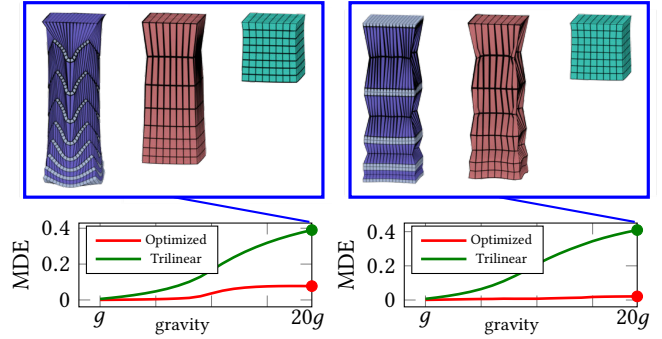 0.4
0.2
0
MDE
Optimized
Trilinear
g
gravity
20g
0.4
0.2
0
MDE
Optimized
Trilinear
g
gravity
20g